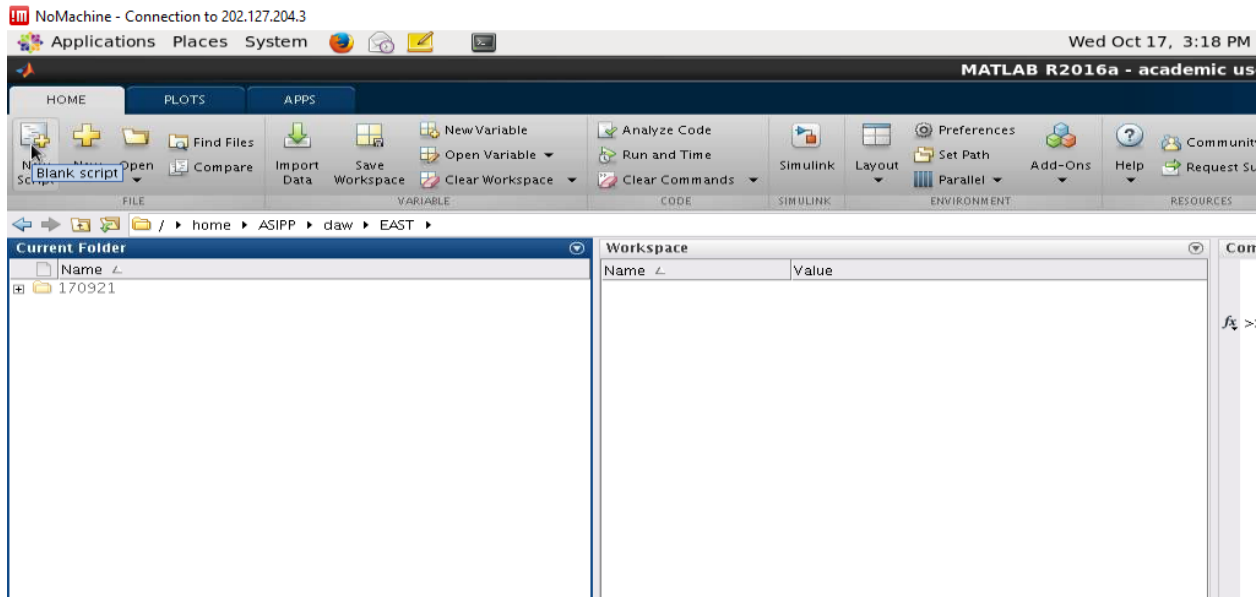 NoMachine - Connection to 202.127.204.3
Applications Places System Wed Oct 17, 3:18 PM
MATLAB R2016a - academic us
HOME PLOTS APPS
New Script
New
Open
Find Files
Compare
Import Data
Save Workspace
New Variable
Open Variable
Clear Workspace
Analyze Code
Run and Time
Clear Commands
Simulink
Layout
Preferences
Set Path
Parallel
Add-Ons
Help
Communit
Request Su
Blank script
FILE VARIABLE CODE SIMULINK ENVIRONMENT RESOURCES
/ home ASIPP daw EAST
Current Folder
Name
170921
Workspace
Name Value
Com
fx >